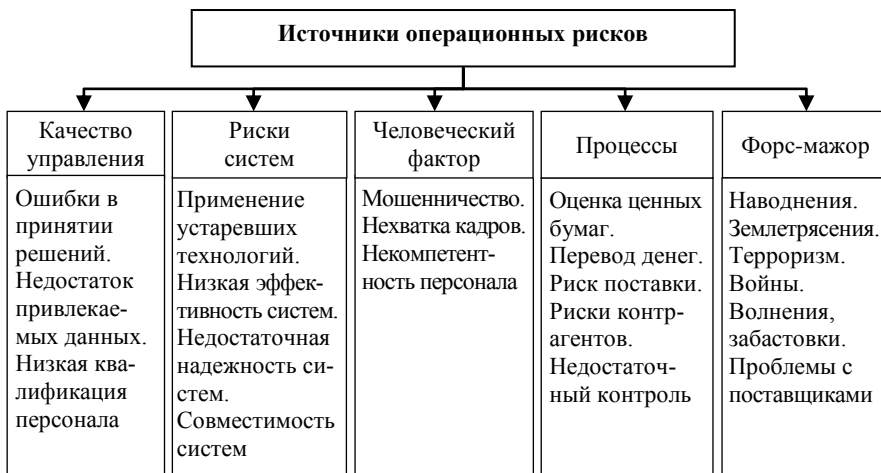 Источники операционных рисков
Качество
управления
Ошибки в
принятии
решений.
Недостаток
привлекае-
мых данных.
Низкая ква-
лификация
персонала
Риски
систем
Применение
устаревших
технологий.
Низкая эффек-
тивность систем.
Недостаточная
надежность си-
стем.
Совместимость
систем
Человеческий
фактор
Мошенничество.
Нехватка кадров.
Некомпетент-
ность персонала
Процессы
Оценка ценных
бумаг.
Перевод денег.
Риск поставки.
Риски контр-
агентов.
Недостаточ-
ный контроль
Форс-мажор
Наводнения.
Землетрясения.
Терроризм.
Войны.
Волнения,
забастовки.
Проблемы с
поставщиками